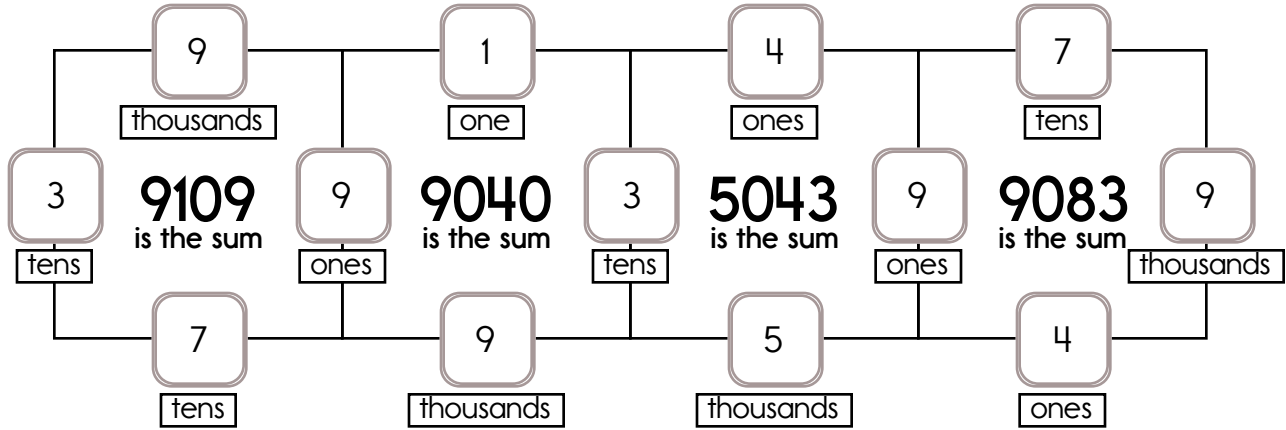 9 1 4 7
thousands one ones tens
3 9109 9 9040 3 5043 9 9083 9
is the sum is the sum is the sum is the sum
tens ones tens ones thousands
7 9 5 4
tens thousands thousands ones